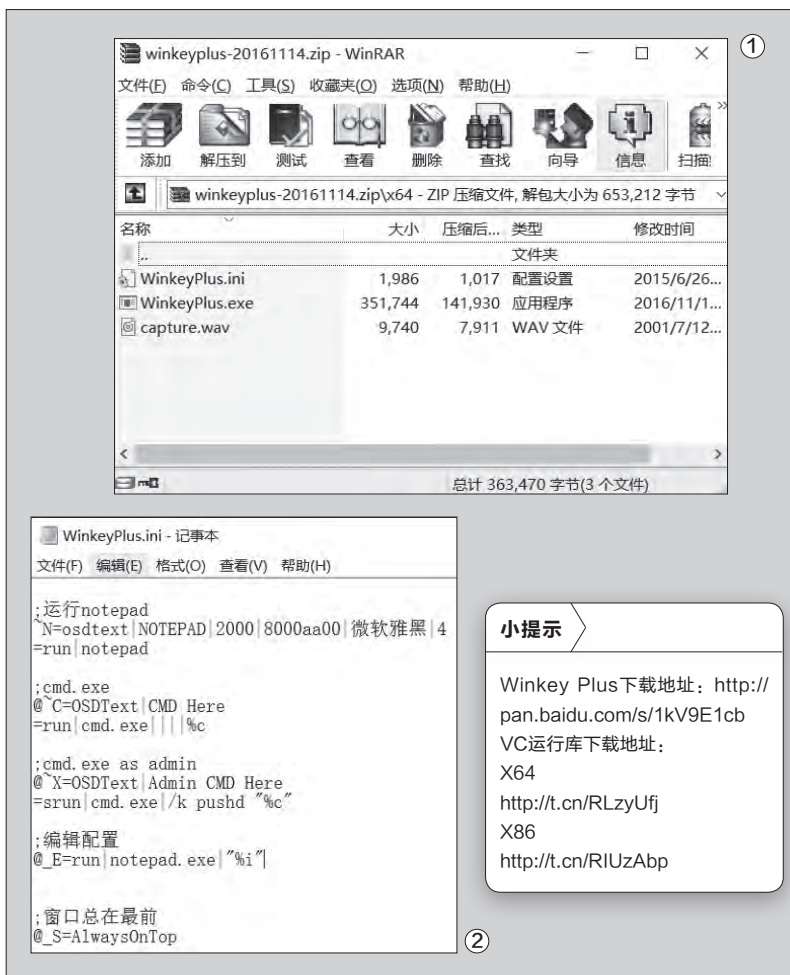 ①
winkeyplus-20161114.zip - WinRAR
文件(F) 命令(C) 工具(S) 收藏夹(O) 选项(N) 帮助(H)
添加 解压到 测试 查看 删除 查找 向导 信息 扫描
winkeyplus-20161114.zip\x64 - ZIP 压缩文件, 解包大小为 653,212 字节
名称 大小 压缩后... 类型 修改时间
.. 文件夹
WinkeyPlus.ini 1,986 1,017 配置设置 2015/6/26...
WinkeyPlus.exe 351,744 141,930 应用程序 2016/11/1...
capture.wav 9,740 7,911 WAV 文件 2001/7/12...
总计 363,470 字节(3 个文件)
WinkeyPlus.ini - 记事本
文件(F) 编辑(E) 格式(O) 查看(V) 帮助(H)
;运行notepad
~N=osdtext|NOTEPAD|2000|8000aa00|微软雅黑|4
=run|notepad
;cmd.exe
@~C=OSDText|CMD Here
=run|cmd.exe||||%c
;cmd.exe as admin
@~X=OSDText|Admin CMD Here
=srun|cmd.exe|/k pushd "%c"
;编辑配置
@_E=run|notepad.exe|"%i"
;窗口总在最前
@_S=AlwaysOnTop
②
小提示
Winkey Plus下载地址：http://
pan.baidu.com/s/1kV9E1cb
VC运行库下载地址：
X64
http://t.cn/RLzyUfj
X86
http://t.cn/RIUzAbp